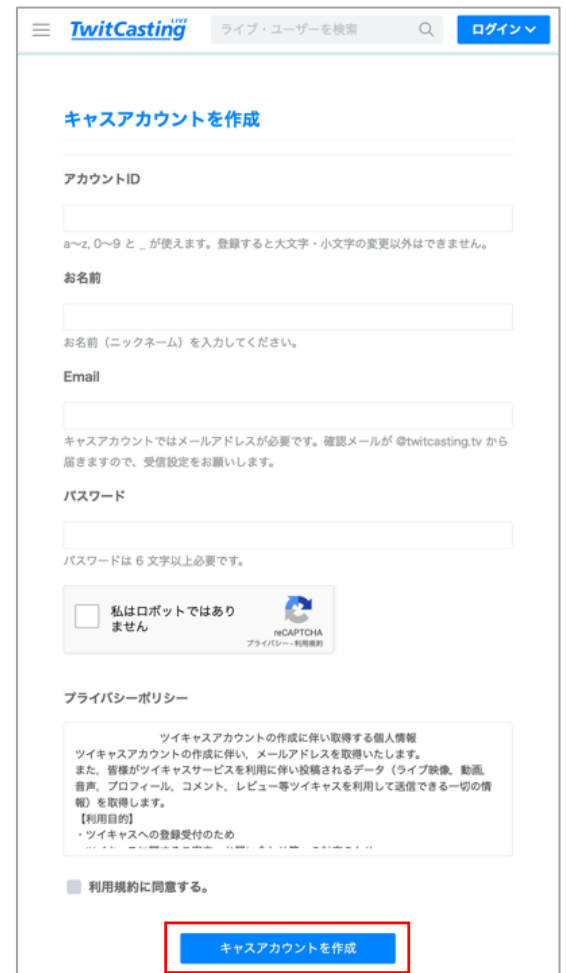 TwitCasting LIVE
ライブ・ユーザーを検索
ログイン
キャスアカウントを作成
アカウントID
a〜z, 0〜9 と _ が使えます。登録すると大文字・小文字の変更以外はできません。
お名前
お名前（ニックネーム）を入力してください。
Email
キャスアカウントではメールアドレスが必要です。確認メールが @twitcasting.tv から
届きますので、受信設定をお願いします。
パスワード
パスワードは 6 文字以上必要です。
私はロボットではあり
ません
reCAPTCHA
プライバシー - 利用規約
プライバシーポリシー
ツイキャスアカウントの作成に伴い取得する個人情報
ツイキャスアカウントの作成に伴い、メールアドレスを取得いたします。
また、皆様がツイキャスサービスを利用に伴い投稿されるデータ（ライブ映像、動画、
音声、プロフィール、コメント、レビュー等ツイキャスを利用して送信できる一切の情
報）を取得します。
【利用目的】
・ツイキャスへの登録受付のため
利用規約に同意する。
キャスアカウントを作成